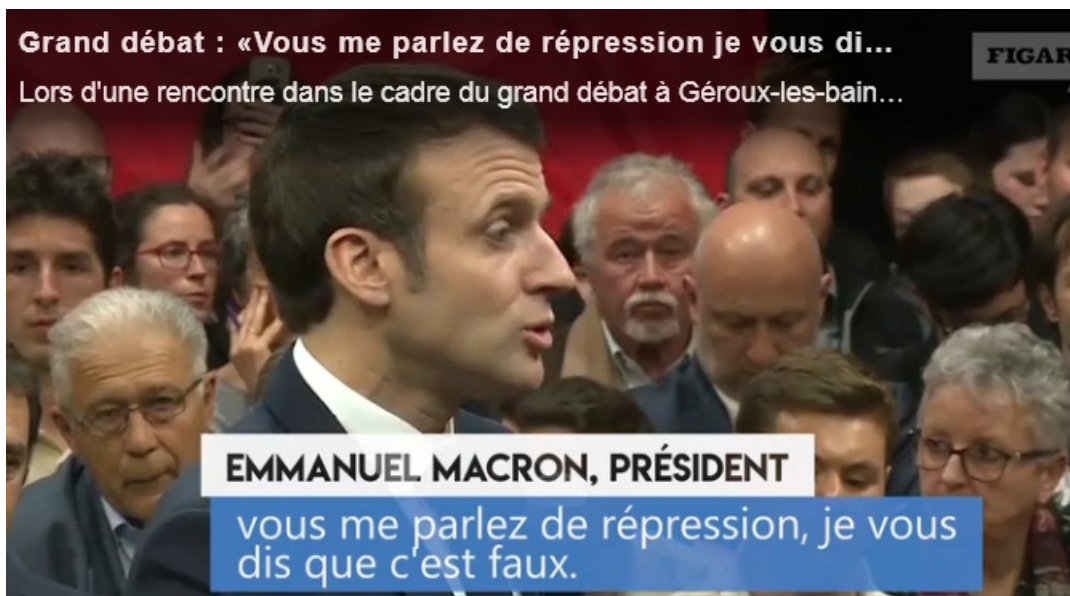 Grand débat : «Vous me parlez de répression je vous di...
FIGAR
Lors d'une rencontre dans le cadre du grand débat à Géroux-les-bain...
EMMANUEL MACRON, PRÉSIDENT
vous me parlez de répression, je vous
dis que c'est faux.